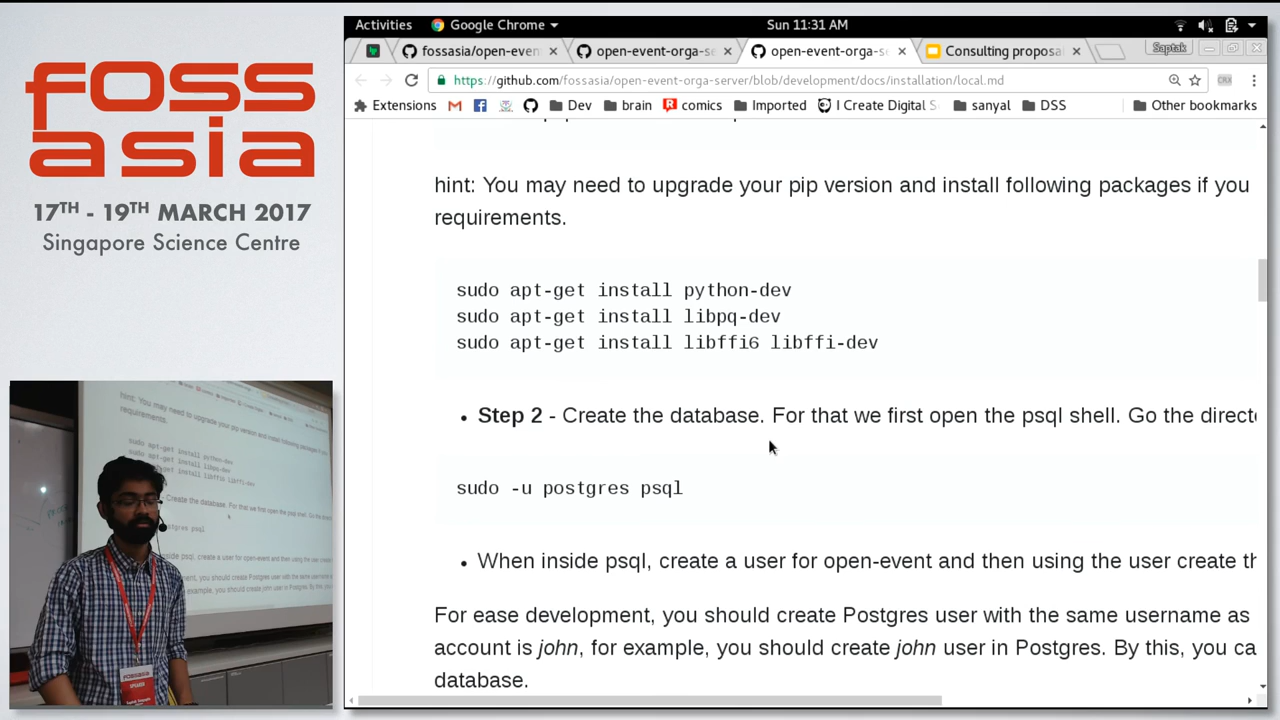 FOSS
asia
17TH - 19TH MARCH 2017
Singapore Science Centre
Activities
Google Chrome
Sun 11:31 AM
fossasia/open-even
open-event-orga-se
open-event-orga-se
Consulting proposa
Saptak
https://github.com/fossasia/open-event-orga-server/blob/development/docs/installation/local.md
Extensions
Dev
brain
comics
Imported
I Create Digital S
sanyal
DSS
Other bookmarks
hint: You may need to upgrade your pip version and install following packages if you
requirements.
sudo apt-get install python-dev
sudo apt-get install libpq-dev
sudo apt-get install libffi6 libffi-dev
• Step 2 - Create the database. For that we first open the psql shell. Go the directo
sudo -u postgres psql
• When inside psql, create a user for open-event and then using the user create th
For ease development, you should create Postgres user with the same username as
account is john, for example, you should create john user in Postgres. By this, you ca
database.